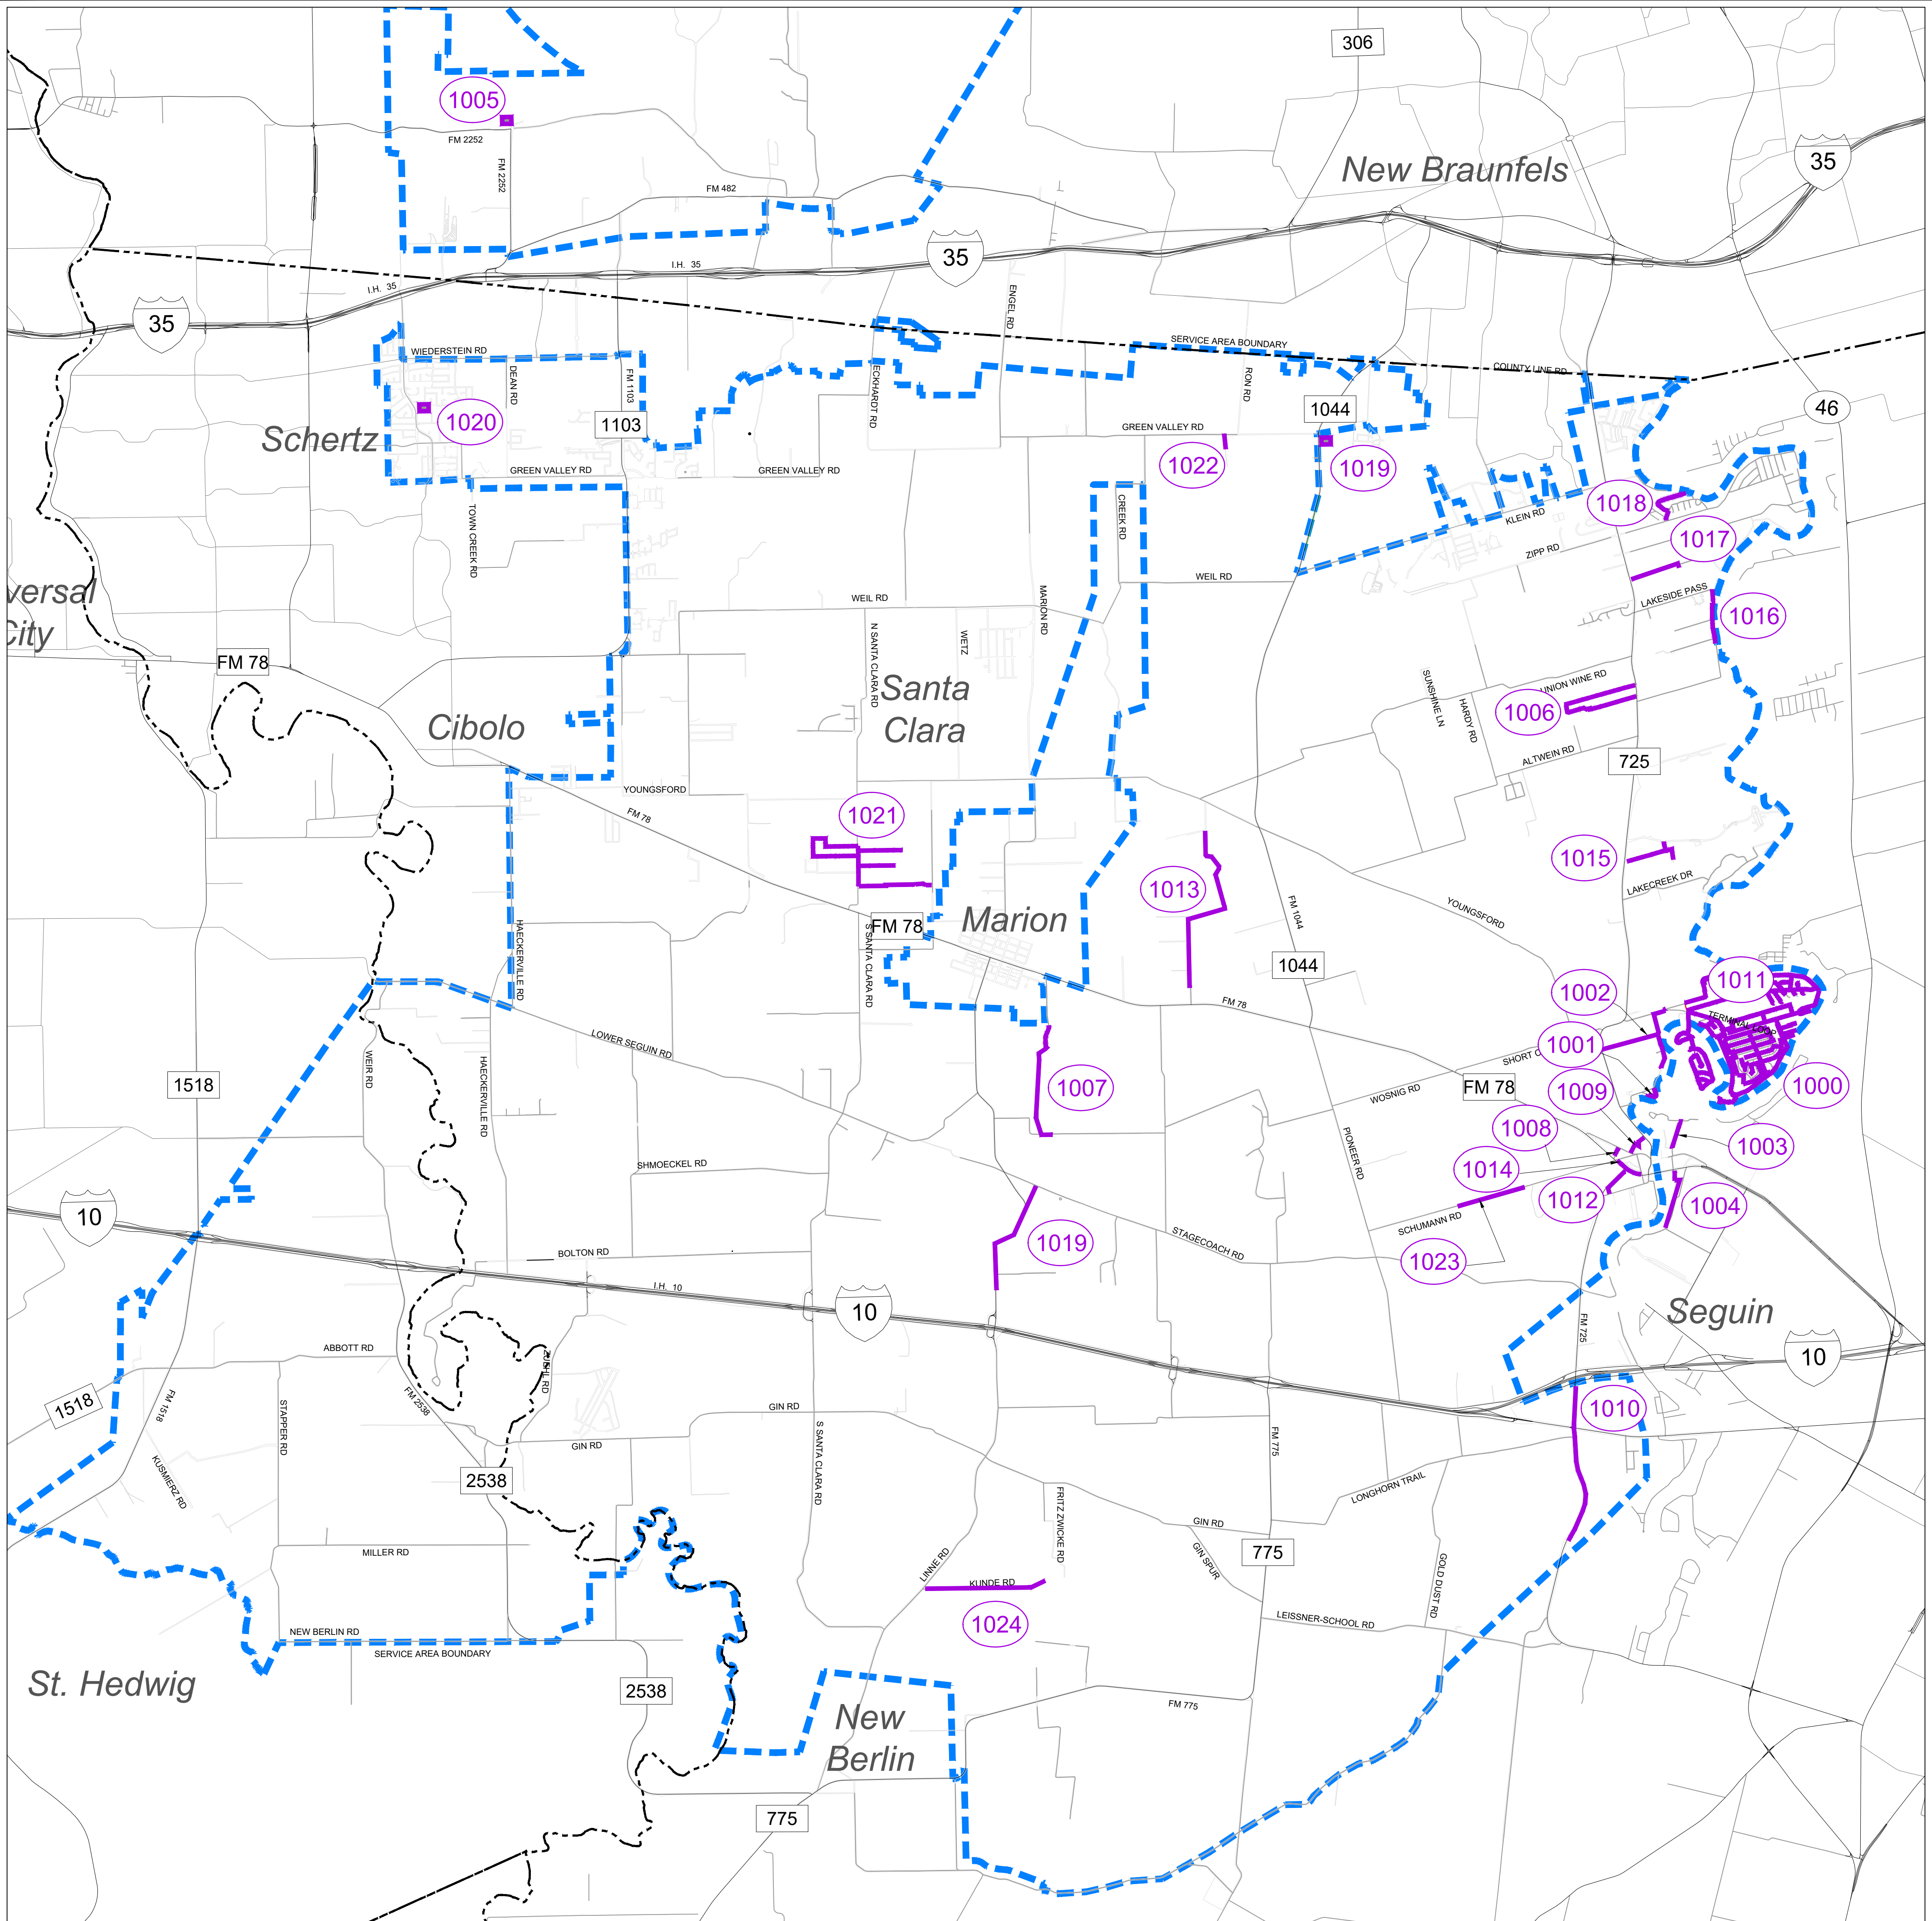 306
1005
FM 2252
FM 2252
New Braunfels
35
FM 482
35
I.H. 35
I.H. 35
35
ENGEL RD
SERVICE AREA BOUNDARY
WIEDERSTEIN RD
DEAN RD
FM 1103
ECKHARDT RD
RON RD
COUNTY LINE RD
1020
1103
1044
46
Schertz
GREEN VALLEY RD
1022
1019
GREEN VALLEY RD
GREEN VALLEY RD
1018
CREEK RD
KLEIN RD
TOWN CREEK RD
1017
ZIPP RD
WEIL RD
versal
City
WEIL RD
MARION RD
LAKESIDE PASS
1016
N SANTA CLARA RD
WETZ
FM 78
Santa
Clara
SUNSHINE LN
HARDY RD
UNION WINE RD
1006
Cibolo
ALTWEIN RD
725
YOUNGSFORD
FM 78
1021
1015
LAKECREEK DR
1013
YOUNGSFORD
FM 1044
FM 78
Marion
HAECKERVILLE RD
S SANTA CLARA RD
1044
1011
1002
FM 78
TERMINAL LOOP
LOWER SEGUIN RD
1001
SHORT C
WEIR RD
HAECKERVILLE RD
1518
1007
FM 78
1009
1000
WOSNIG RD
1008
PIONEER RD
1003
SHMOECKEL RD
1014
1012
1004
10
SCHUMANN RD
1019
STAGECOACH RD
BOLTON RD
1023
I.H. 10
10
Seguin
FM 725
10
ABBOTT RD
ZUEHL RD
1518
FM 1518
FM 2538
STAPPER RD
GIN RD
1010
GIN RD
S SANTA CLARA RD
FM 775
KUSMIERZ RD
2538
LONGHORN TRAIL
FRITZ ZWICKE RD
GIN RD
MILLER RD
775
GIN SPUR
LINNE RD
KUNDE RD
GOLD DUST RD
1024
LEISSNER-SCHOOL RD
NEW BERLIN RD
SERVICE AREA BOUNDARY
St. Hedwig
2538
FM 775
New
Berlin
775